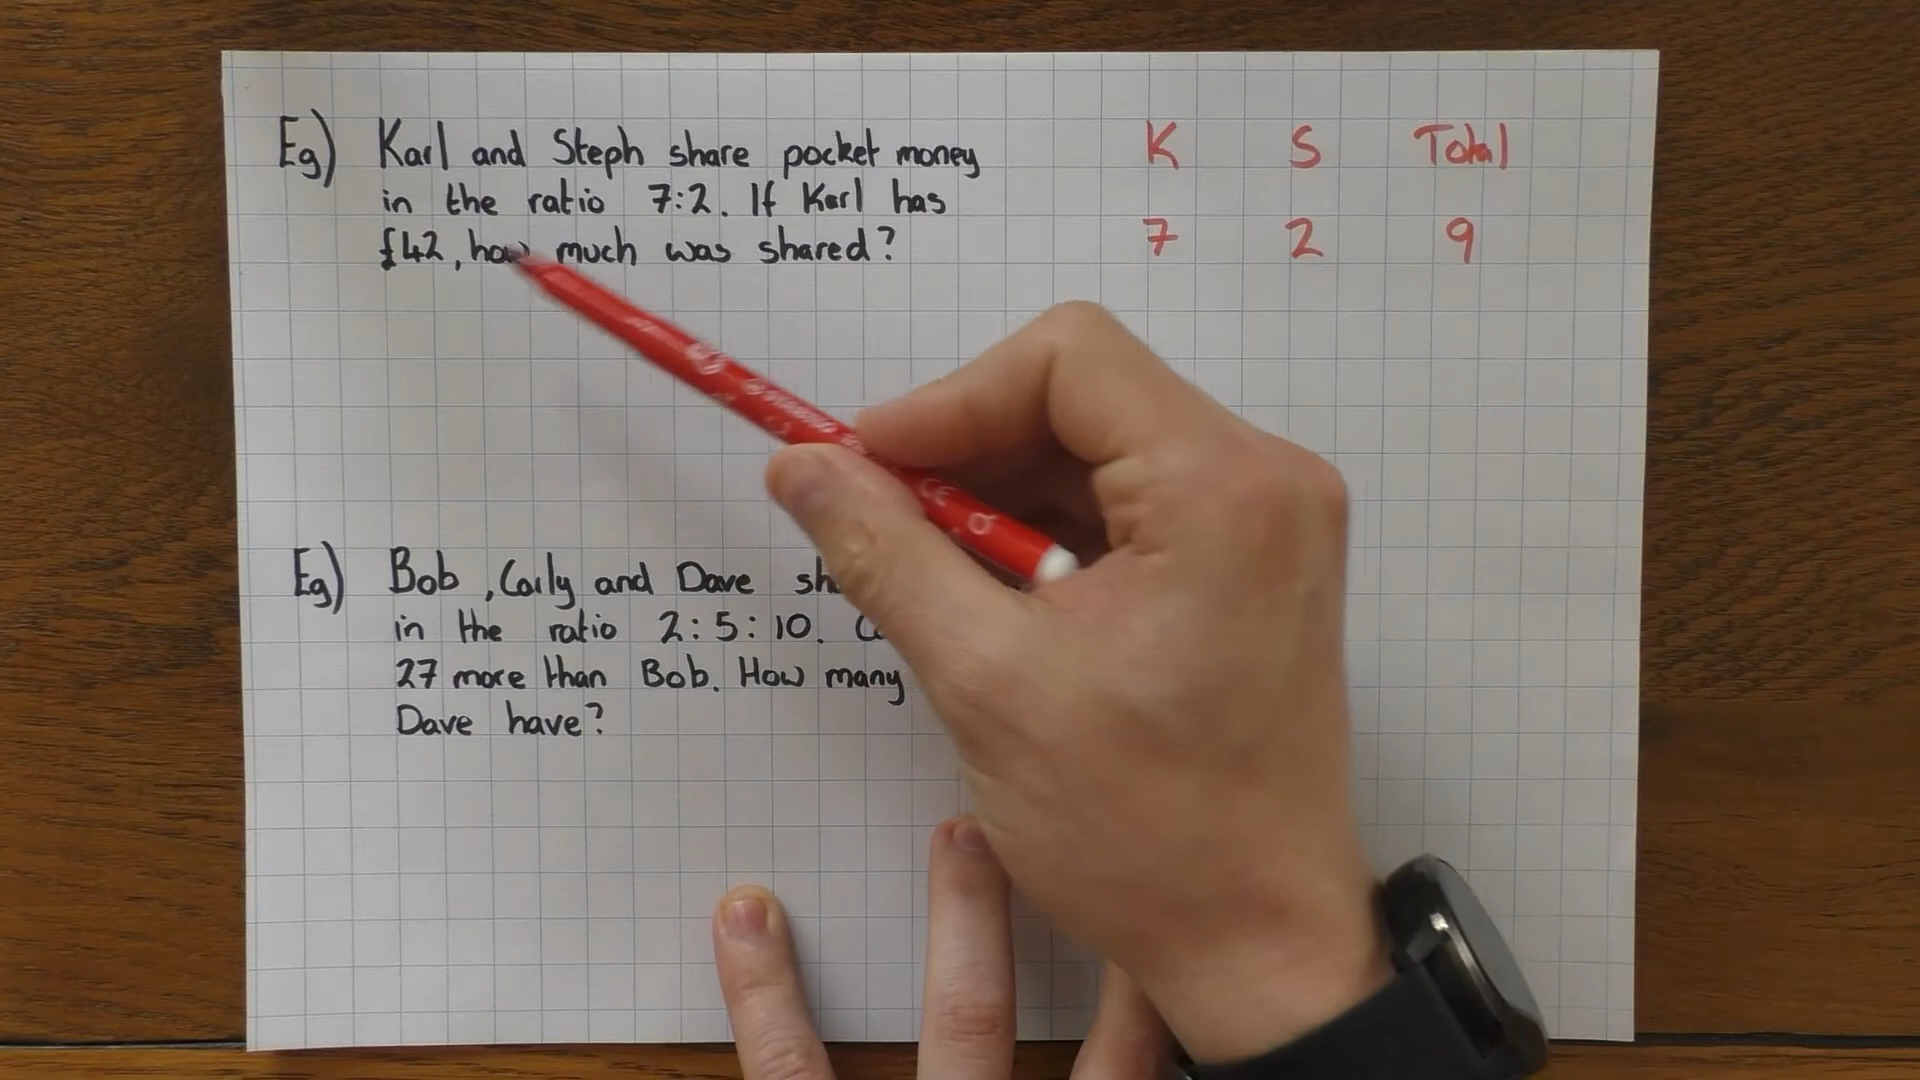 Eg) Karl and Steph share pocket money K S Total
in the ratio 7:2. If Karl has
£42, how much was shared? 7 2 9
CE
Eg) Bob, Carly and Dave
in the ratio 2:5:10.
27 more than Bob. How many
Dave have?